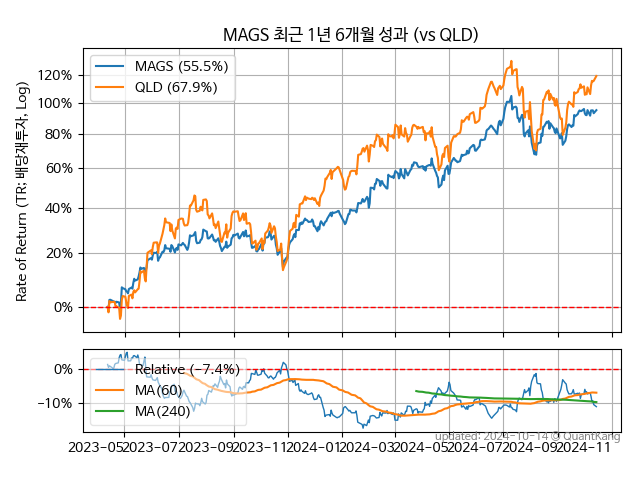 MAGS 최근 1년 6개월 성과 (vs QLD)
Rate of Return (TR: 배당재투자, Log)
120%
100%
80%
60%
40%
20%
0%
MAGS (55.5%)
QLD (67.9%)
0%
−10%
Relative (−7.4%)
MA(60)
MA(240)
updated: 2024-10-14 © QuantKang
2023-05 2023-07 2023-09 2023-11 2024-01 2024-03 2024-05 2024-07 2024-09 2024-11